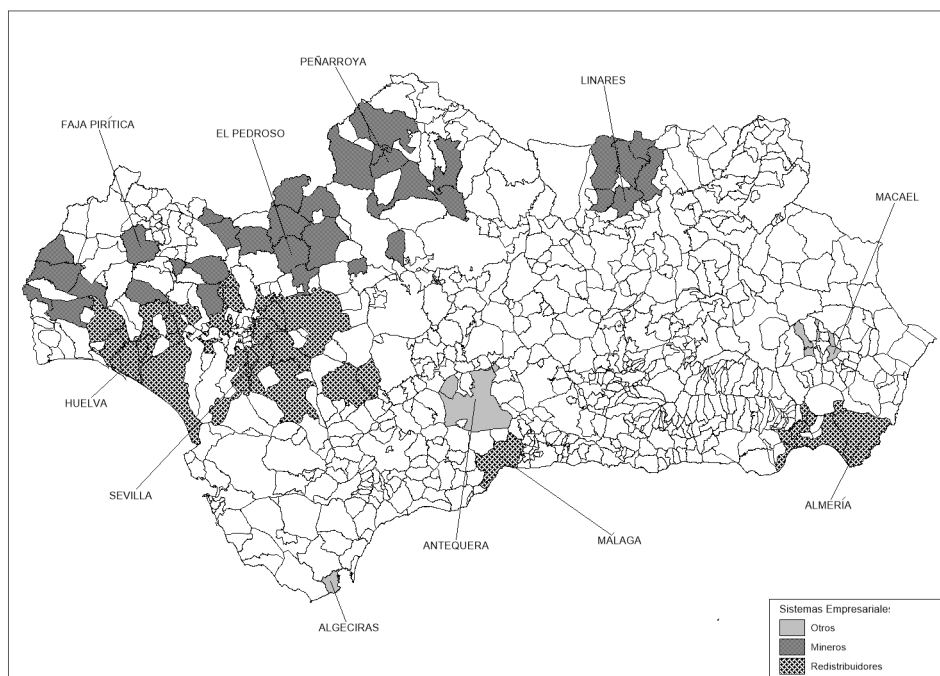 PEÑARROYA
LINARES
FAJA PIRÍTICA
EL PEDROSO
MACAEL
HUELVA
SEVILLA
ALMERÍA
ANTEQUERA
MÁLAGA
ALGECIRAS
Sistemas Empresariales
Otros
Mineros
Redistribuidores